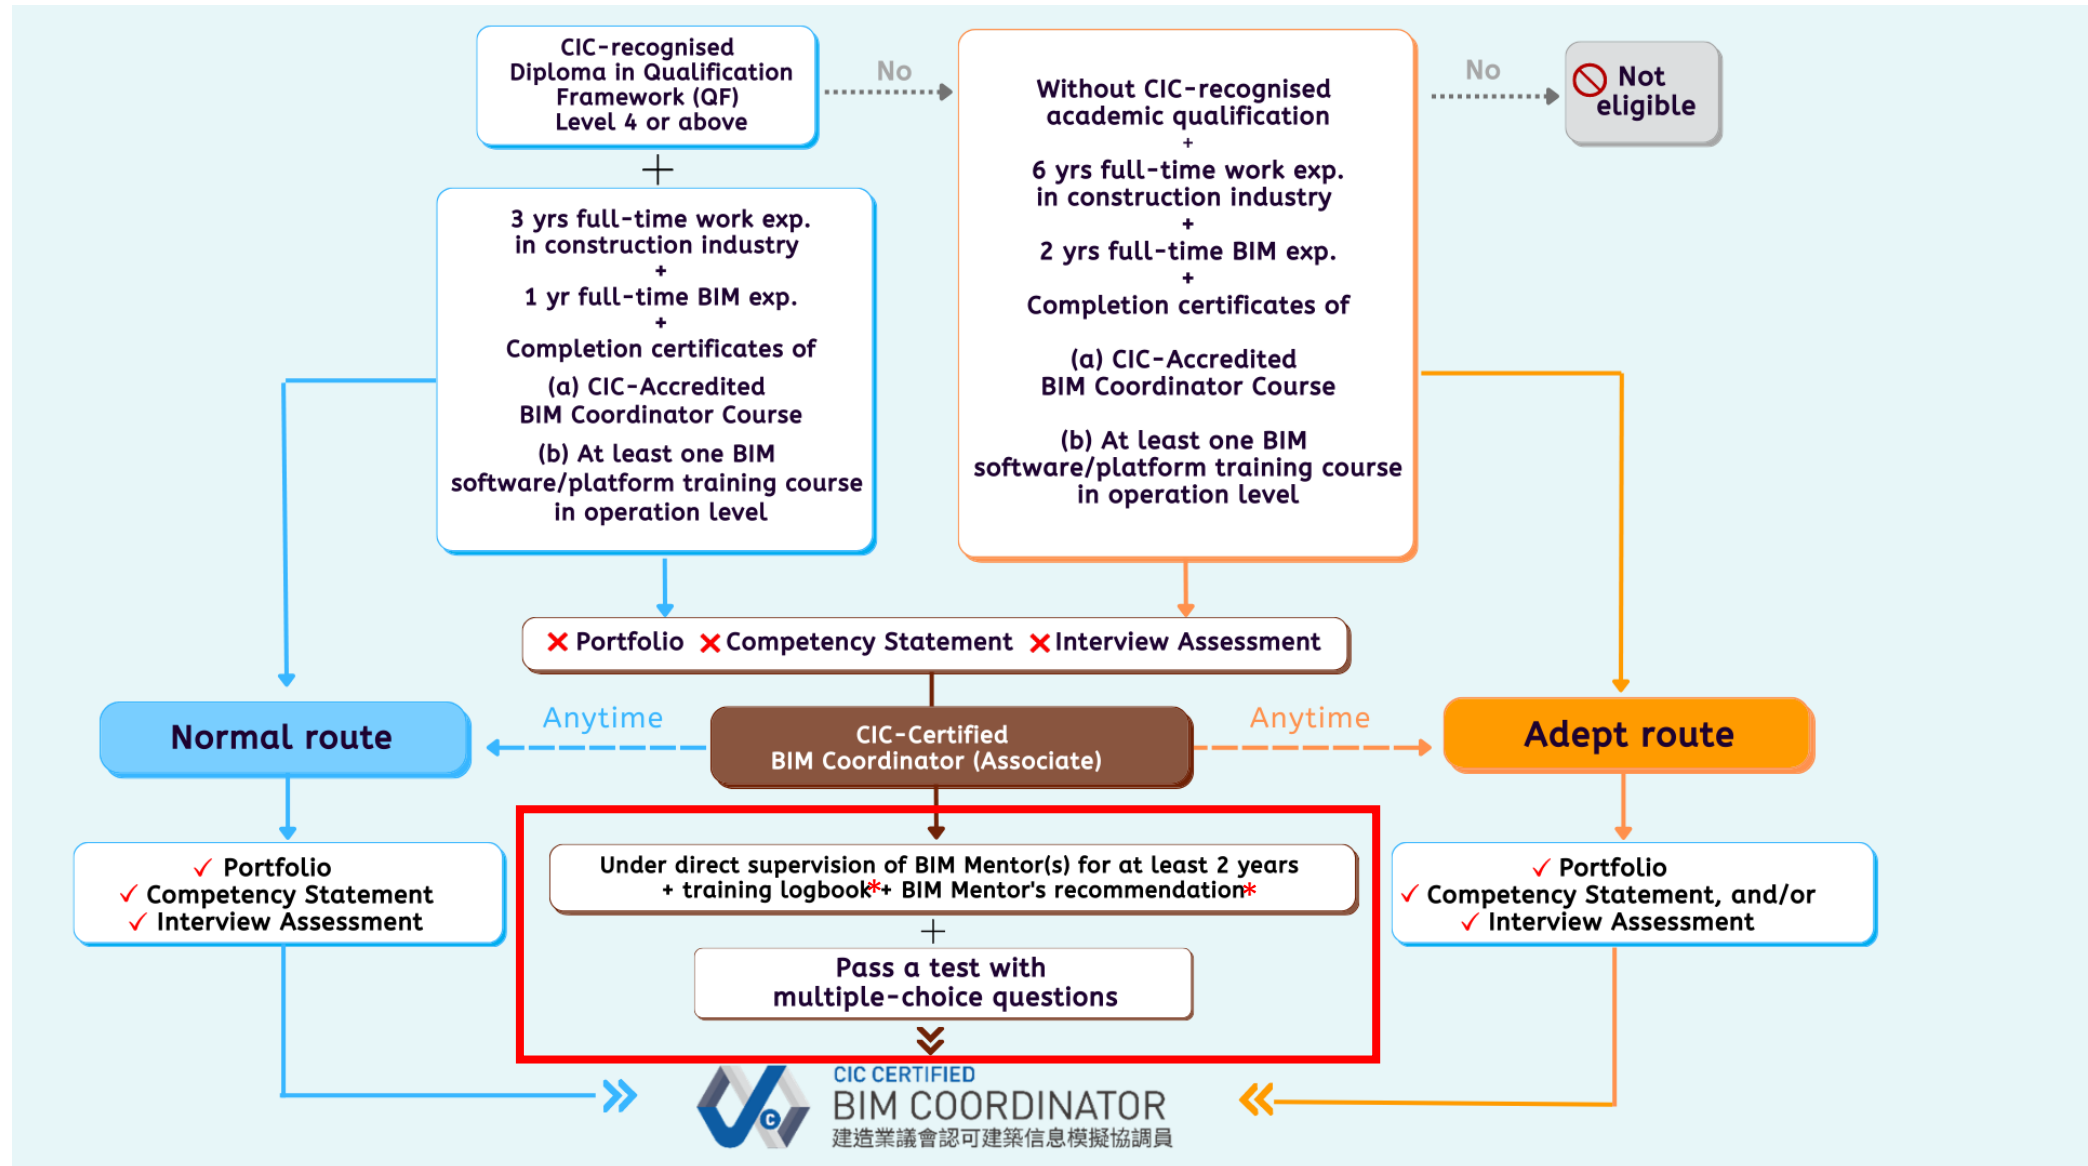 CIC-recognised
Diploma in Qualification
Framework (QF)
Level 4 or above
No
Without CIC-recognised
academic qualification
+
6 yrs full-time work exp.
in construction industry
+
2 yrs full-time BIM exp.
+
Completion certificates of
(a) CIC-Accredited
BIM Coordinator Course
(b) At least one BIM
software/platform training course
in operation level
No
Not
eligible
+
3 yrs full-time work exp.
in construction industry
+
1 yr full-time BIM exp.
+
Completion certificates of
(a) CIC-Accredited
BIM Coordinator Course
(b) At least one BIM
software/platform training course
in operation level
Portfolio Competency Statement Interview Assessment
Normal route
Anytime
CIC-Certified
BIM Coordinator (Associate)
Anytime
Adept route
Portfolio
Competency Statement
Interview Assessment
Under direct supervision of BIM Mentor(s) for at least 2 years
+ training logbook*+ BIM Mentor's recommendation*
+
Pass a test with
multiple-choice questions
Portfolio
Competency Statement, and/or
Interview Assessment
C
CIC CERTIFIED
BIM COORDINATOR
建造業議會認可建築信息模擬協調員